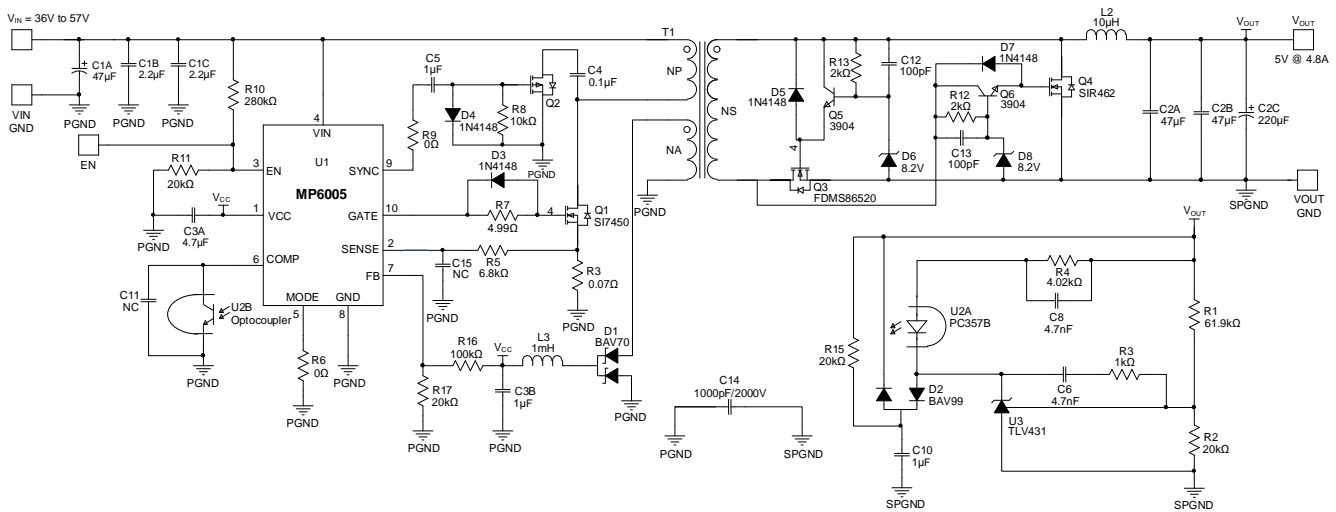 VIN = 36V to 57V
C1A
47µF
C1B
2.2µF
C1C
2.2µF
R10
280kΩ
VIN
GND
PGND
PGND
PGND
EN
R11
20kΩ
PGND
VCC
C3A
4.7µF
C11
NC
U2B
Optocoupler
PGND
4
VIN
U1
MP6005
3
EN
1
VCC
6
COMP
MODE
5
GND
8
SYNC
9
GATE
10
SENSE
2
FB
7
R6
0Ω
PGND
PGND
C5
1µF
R9
0Ω
D4
1N4148
R8
10kΩ
Q2
PGND
C4
0.1µF
D3
1N4148
R7
4.99Ω
4
Q1
SI7450
C15
NC
PGND
R5
6.8kΩ
R3
0.07Ω
PGND
R16
100kΩ
R17
20kΩ
PGND
VCC
L3
1mH
C3B
1µF
PGND
D1
BAV70
PGND
T1
NP
NS
NA
PGND
D5
1N4148
R13
2kΩ
Q5
3904
C12
100pF
D6
8.2V
4
Q3
FDMS86520
D7
1N4148
R12
2kΩ
Q6
3904
C13
100pF
D8
8.2V
Q4
SIR462
L2
10µH
C2A
47µF
C2B
47µF
C2C
220µF
VOUT
VOUT
5V @ 4.8A
SPGND
VOUT
GND
C14
1000pF/2000V
PGND
SPGND
VOUT
R4
4.02kΩ
C8
4.7nF
U2A
PC357B
R1
61.9kΩ
R15
20kΩ
R3
1kΩ
C6
4.7nF
D2
BAV99
U3
TLV431
R2
20kΩ
C10
1µF
SPGND
SPGND